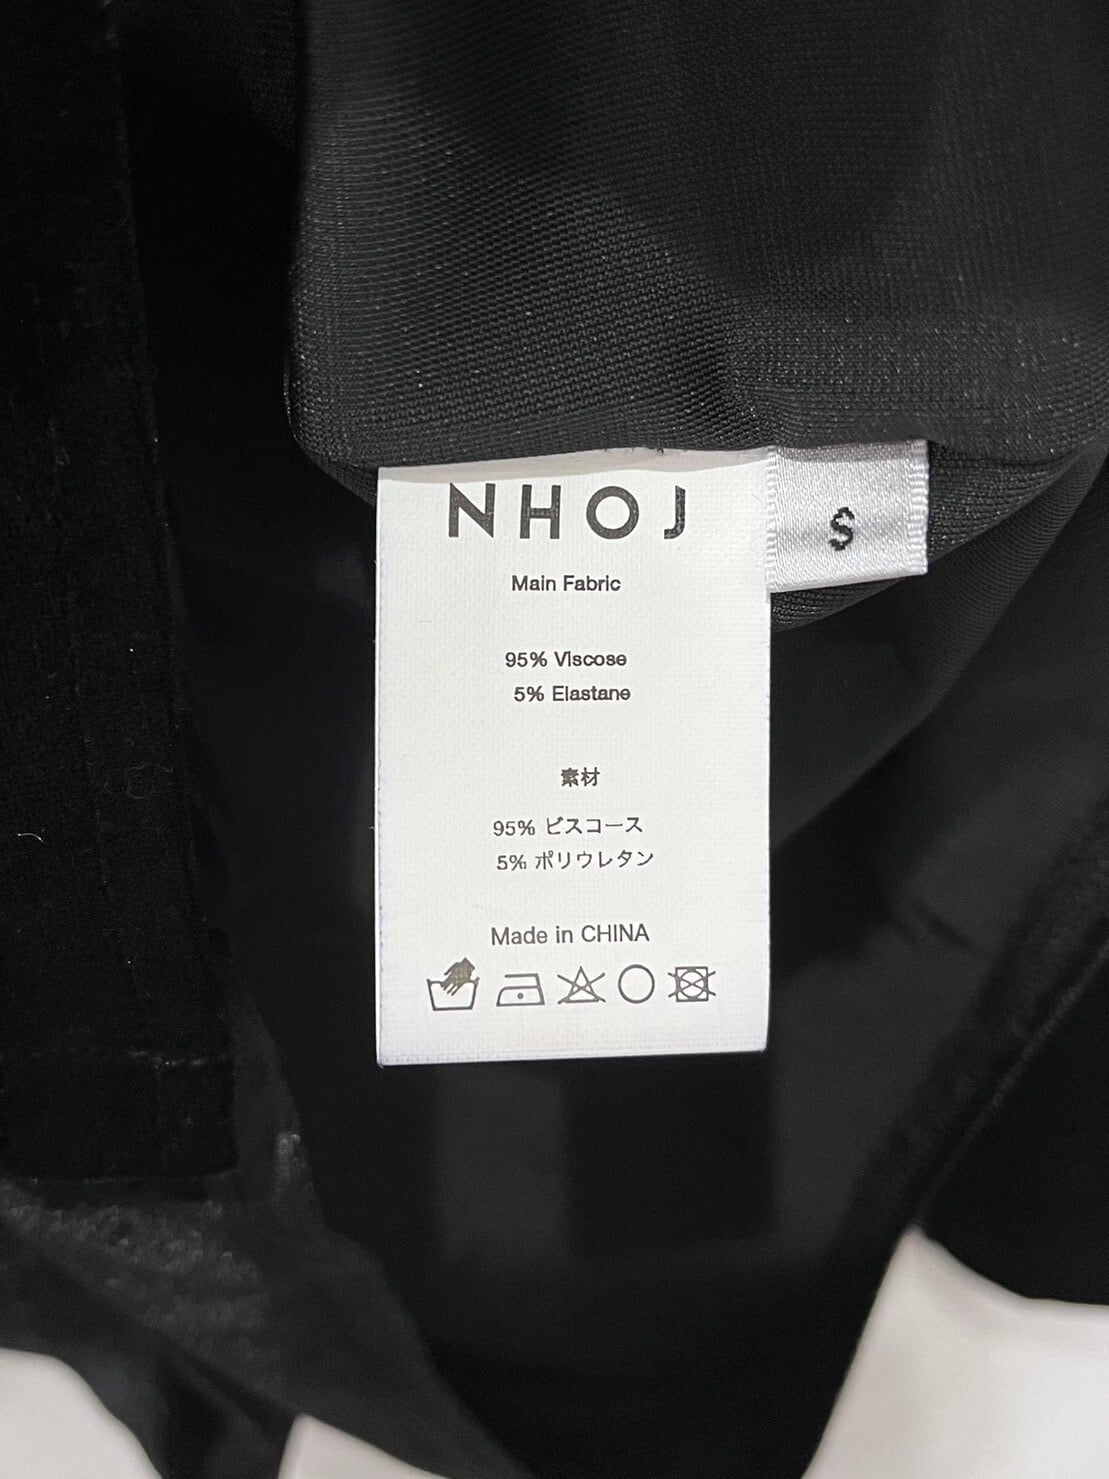 NHOJ
S
Main Fabric
95% Viscose
5% Elastane
素材
95% ビスコース
5% ポリウレタン
Made in CHINA